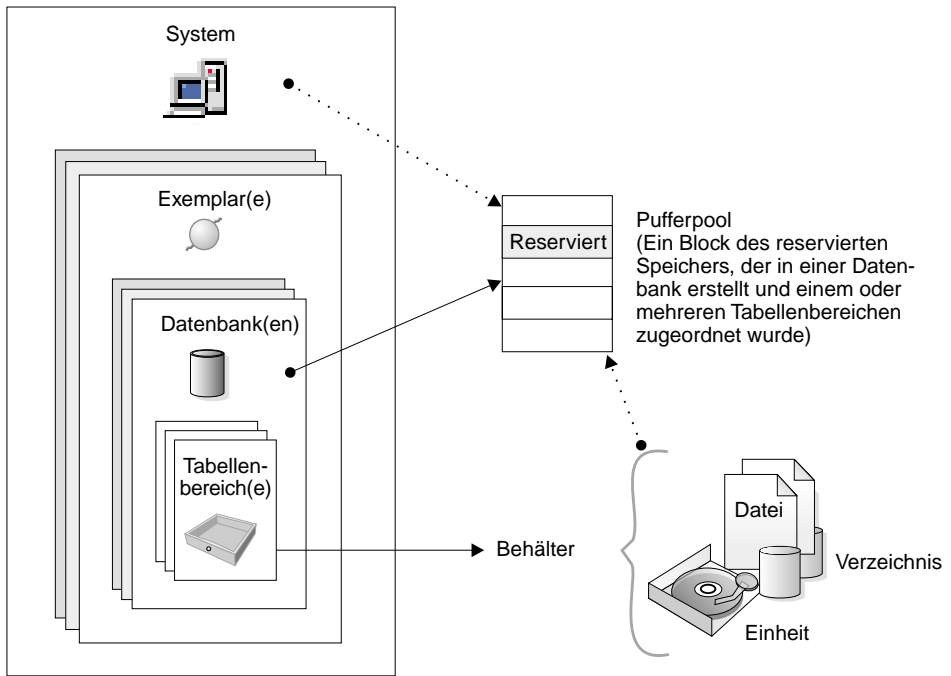 System
Exemplar(e)
Datenbank(en)
Tabellen-
bereich(e)
Reserviert
Pufferpool
(Ein Block des reservierten
Speichers, der in einer Daten-
bank erstellt und einem oder
mehreren Tabellenbereichen
zugeordnet wurde)
Behälter
Datei
Verzeichnis
Einheit